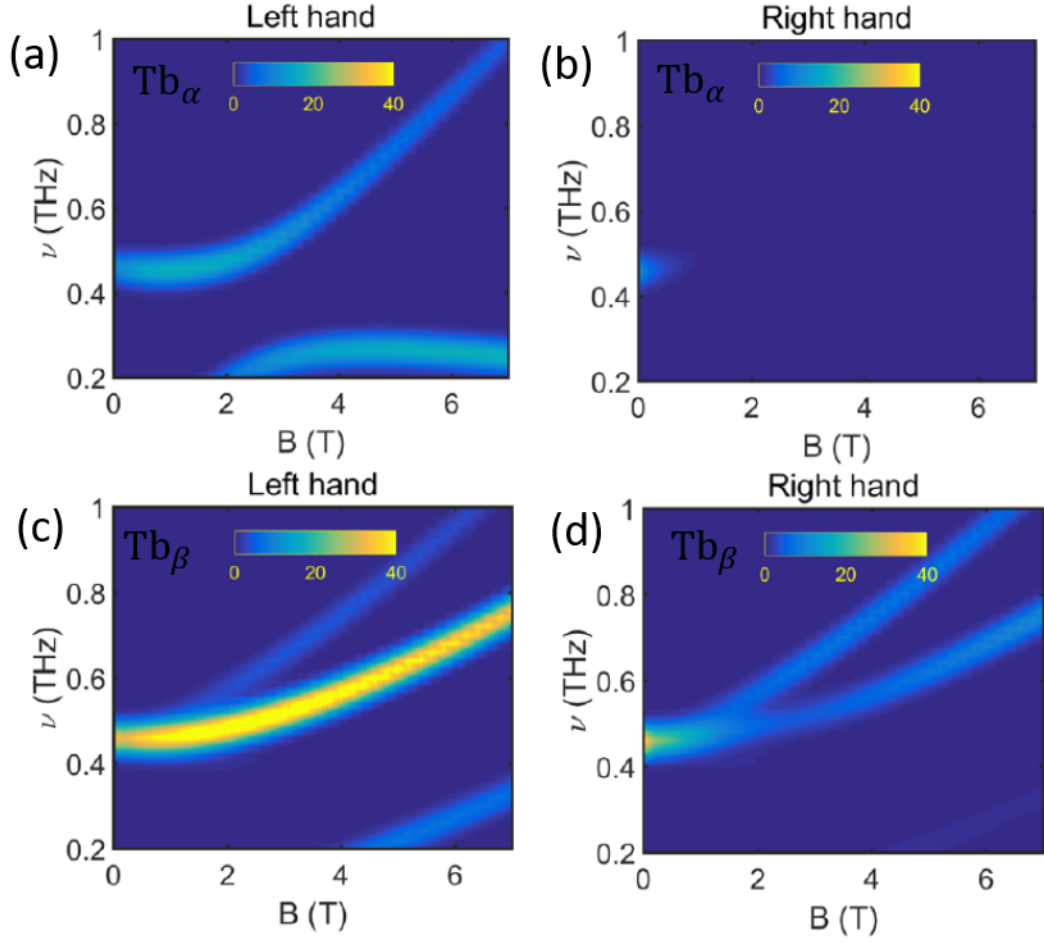 Left hand
(a)
Tb_α
0 20 40
1
0.8
0.6
0.4
0.2
ν (THz)
0 2 4 6
B (T)
Right hand
(b)
Tb_α
0 20 40
1
0.8
0.6
0.4
0.2
ν (THz)
0 2 4 6
B (T)
Left hand
(c)
Tb_β
0 20 40
1
0.8
0.6
0.4
0.2
ν (THz)
0 2 4 6
B (T)
Right hand
(d)
Tb_β
0 20 40
1
0.8
0.6
0.4
0.2
ν (THz)
0 2 4 6
B (T)